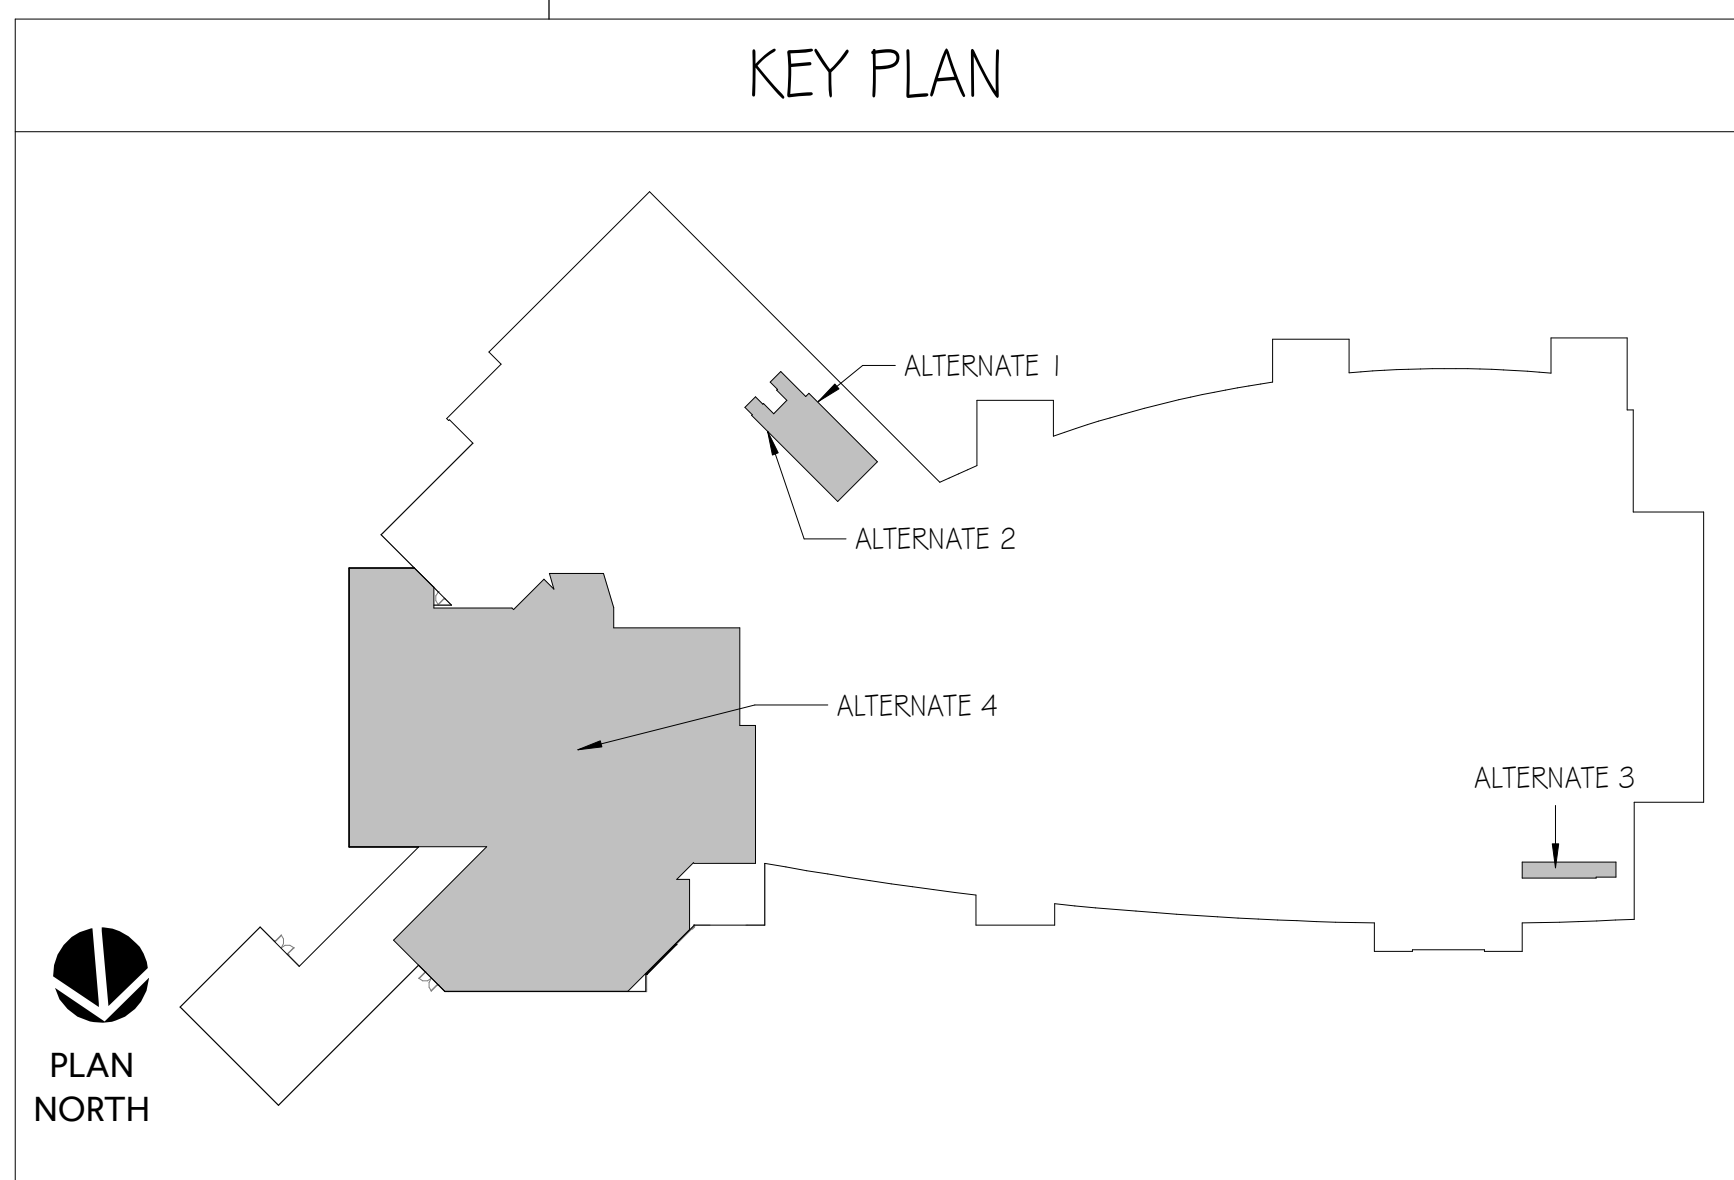 KEY PLAN
ALTERNATE 1
ALTERNATE 2
ALTERNATE 4
ALTERNATE 3
PLAN
NORTH